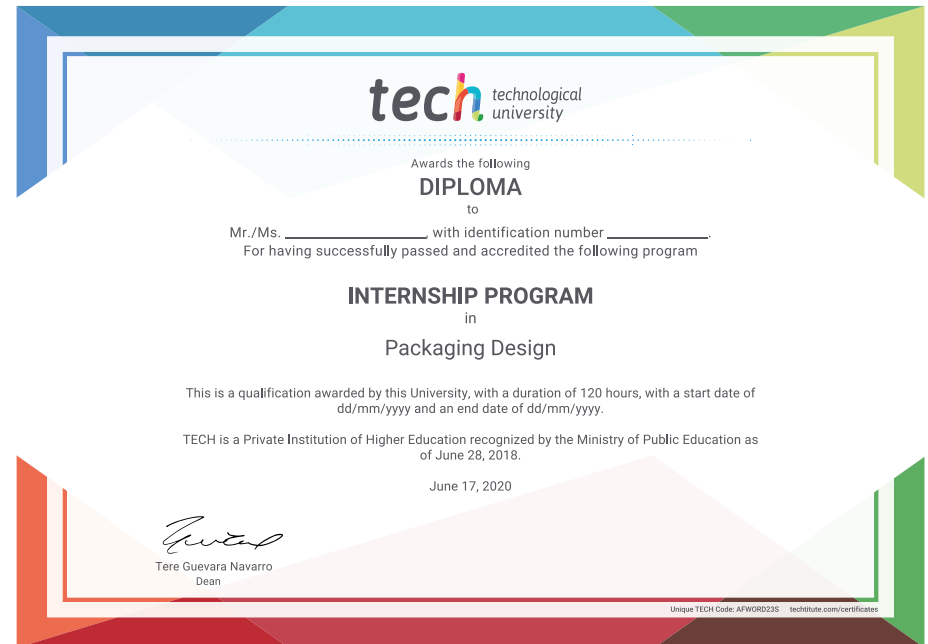 tech technological
university
Awards the following
DIPLOMA
to
Mr./Ms. ____________________, with identification number ______________.
For having successfully passed and accredited the following program
INTERNSHIP PROGRAM
in
Packaging Design
This is a qualification awarded by this University, with a duration of 120 hours, with a start date of
dd/mm/yyyy and an end date of dd/mm/yyyy.
TECH is a Private Institution of Higher Education recognized by the Ministry of Public Education as
of June 28, 2018.
June 17, 2020
Tere Guevara Navarro
Dean
Unique TECH Code: AFWORD23S techtitute.com/certificates